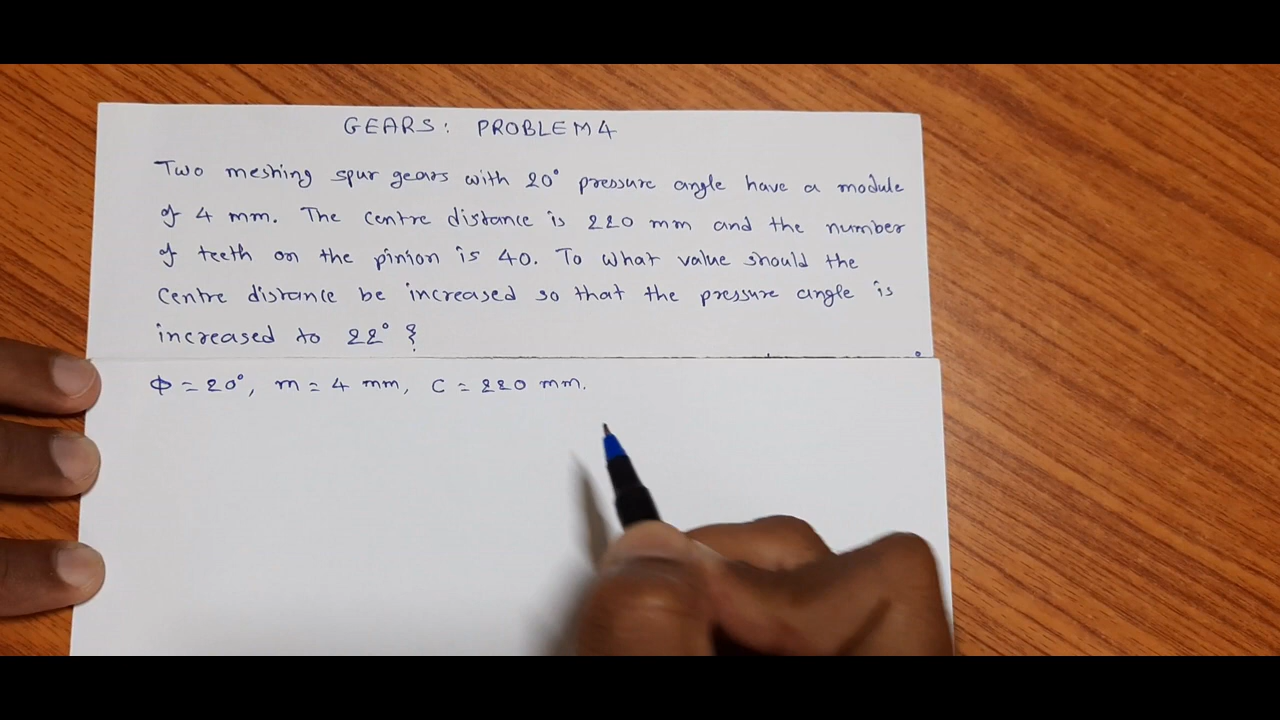 GEARS: PROBLEM 4
Two meshing spur gears with 20° pressure angle have a module
of 4 mm. The centre distance is 220 mm and the number
of teeth on the pinion is 40. To what value should the
centre distance be increased so that the pressure angle is
increased to 22° ?
Φ = 20°, m = 4 mm, C = 220 mm.